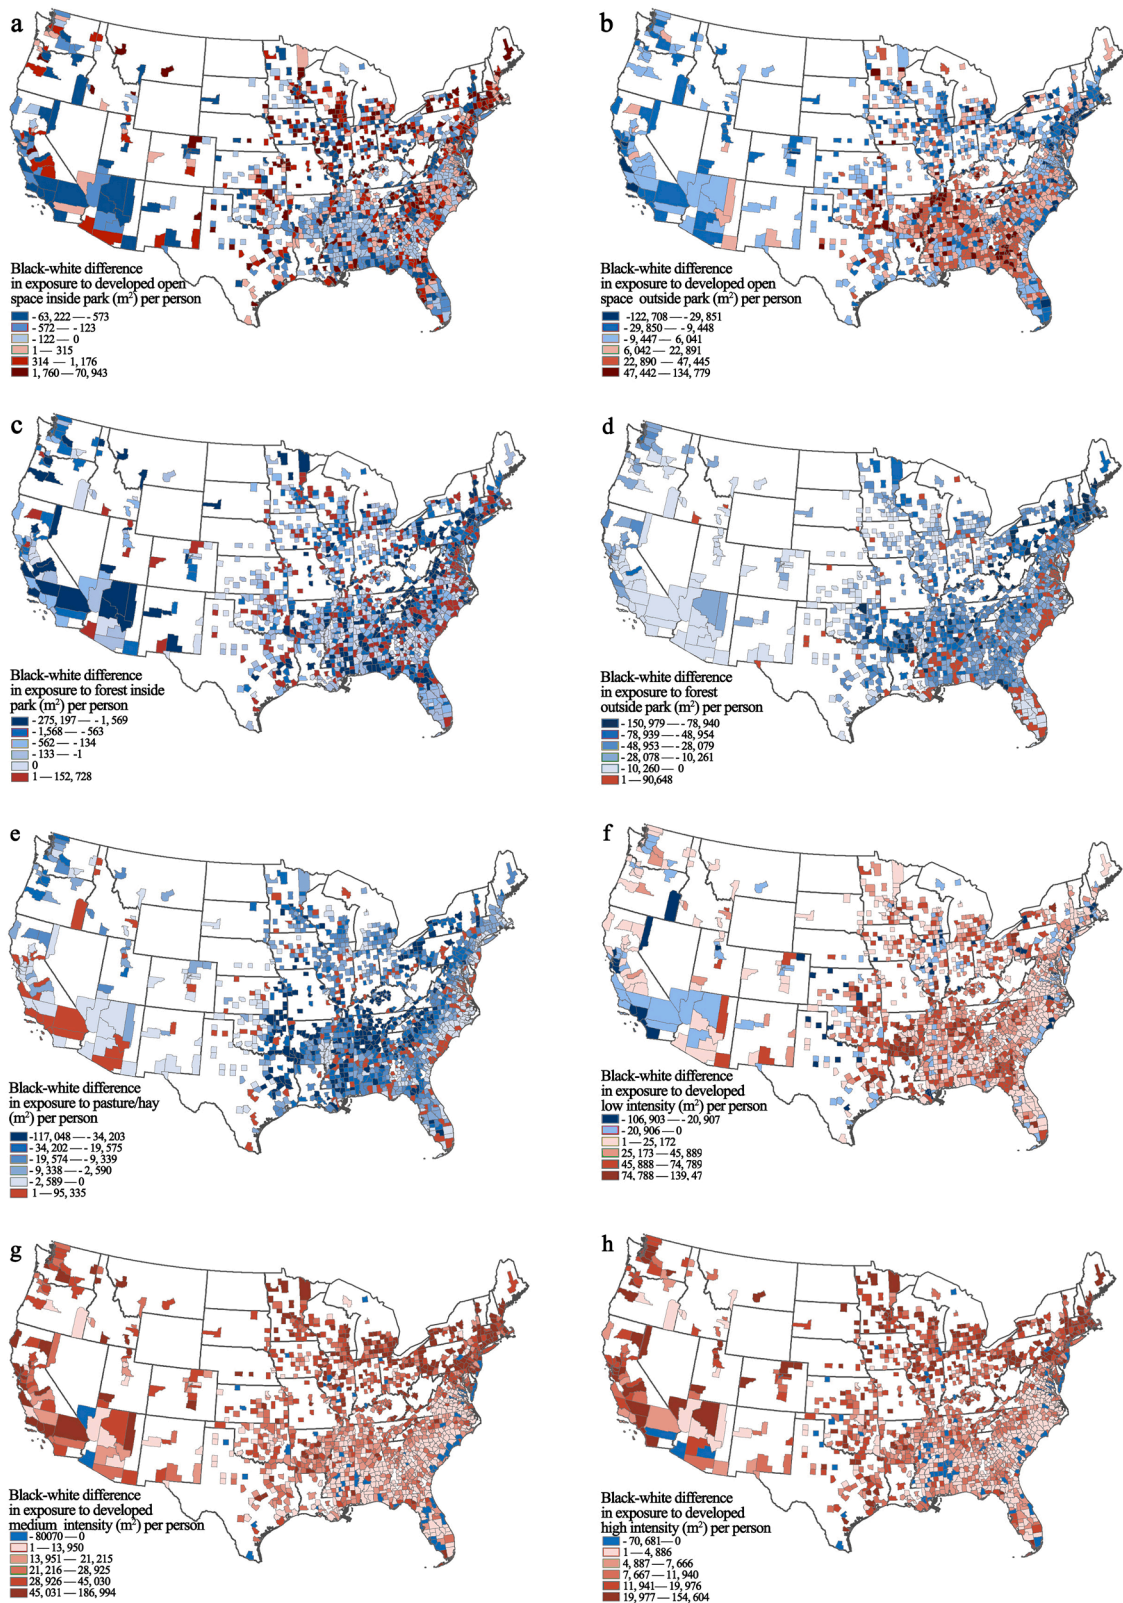 a
Black-white difference
in exposure to developed open
space inside park (m²) per person
- 63, 222 — - 573
- 572 — - 123
- 122 — 0
1 — 315
314 — 1, 176
1, 760 — 70, 943
b
Black-white difference
in exposure to developed open
space outside park (m²) per person
-122, 708 — - 29, 851
- 29, 850 — - 9, 448
- 9, 447 — 6, 041
6, 042 — 22, 891
22, 890 — 47, 445
47, 442 — 134, 779
c
Black-white difference
in exposure to forest inside
park (m²) per person
- 275, 197 — - 1, 569
- 1,568 — -563
- 562 — - 134
- 133 — -1
0
1 — 152, 728
d
Black-white difference
in exposure to forest
outside park (m²) per person
- 150, 979 — - 78, 940
- 78, 939 — - 48, 954
- 48, 953 — - 28, 079
- 28, 078 — - 10, 261
- 10, 260 — 0
1 — 90,648
e
Black-white difference
in exposure to pasture/hay
(m²) per person
-117, 048 — - 34, 203
- 34, 202 — - 19, 575
- 19, 574 — - 9, 339
- 9, 338 — - 2, 590
- 2, 589 — 0
1 — 95, 335
f
Black-white difference
in exposure to developed
low intensity (m²) per person
- 106, 903 — - 20, 907
- 20, 906 — 0
1 — 25, 172
25, 173 — 45, 889
45, 888 — 74, 789
74, 788 — 139, 47
g
Black-white difference
in exposure to developed
medium intensity (m²) per person
- 80070 — 0
1 — 13, 950
13, 951 — 21, 215
21, 216 — 28, 925
28, 926 — 45, 030
45, 031 — 186, 994
h
Black-white difference
in exposure to developed
high intensity (m²) per person
- 70, 681 — 0
1 — 4, 886
4, 887 — 7, 666
7, 667 — 11, 940
11, 941 — 19, 976
19, 977 — 154, 604